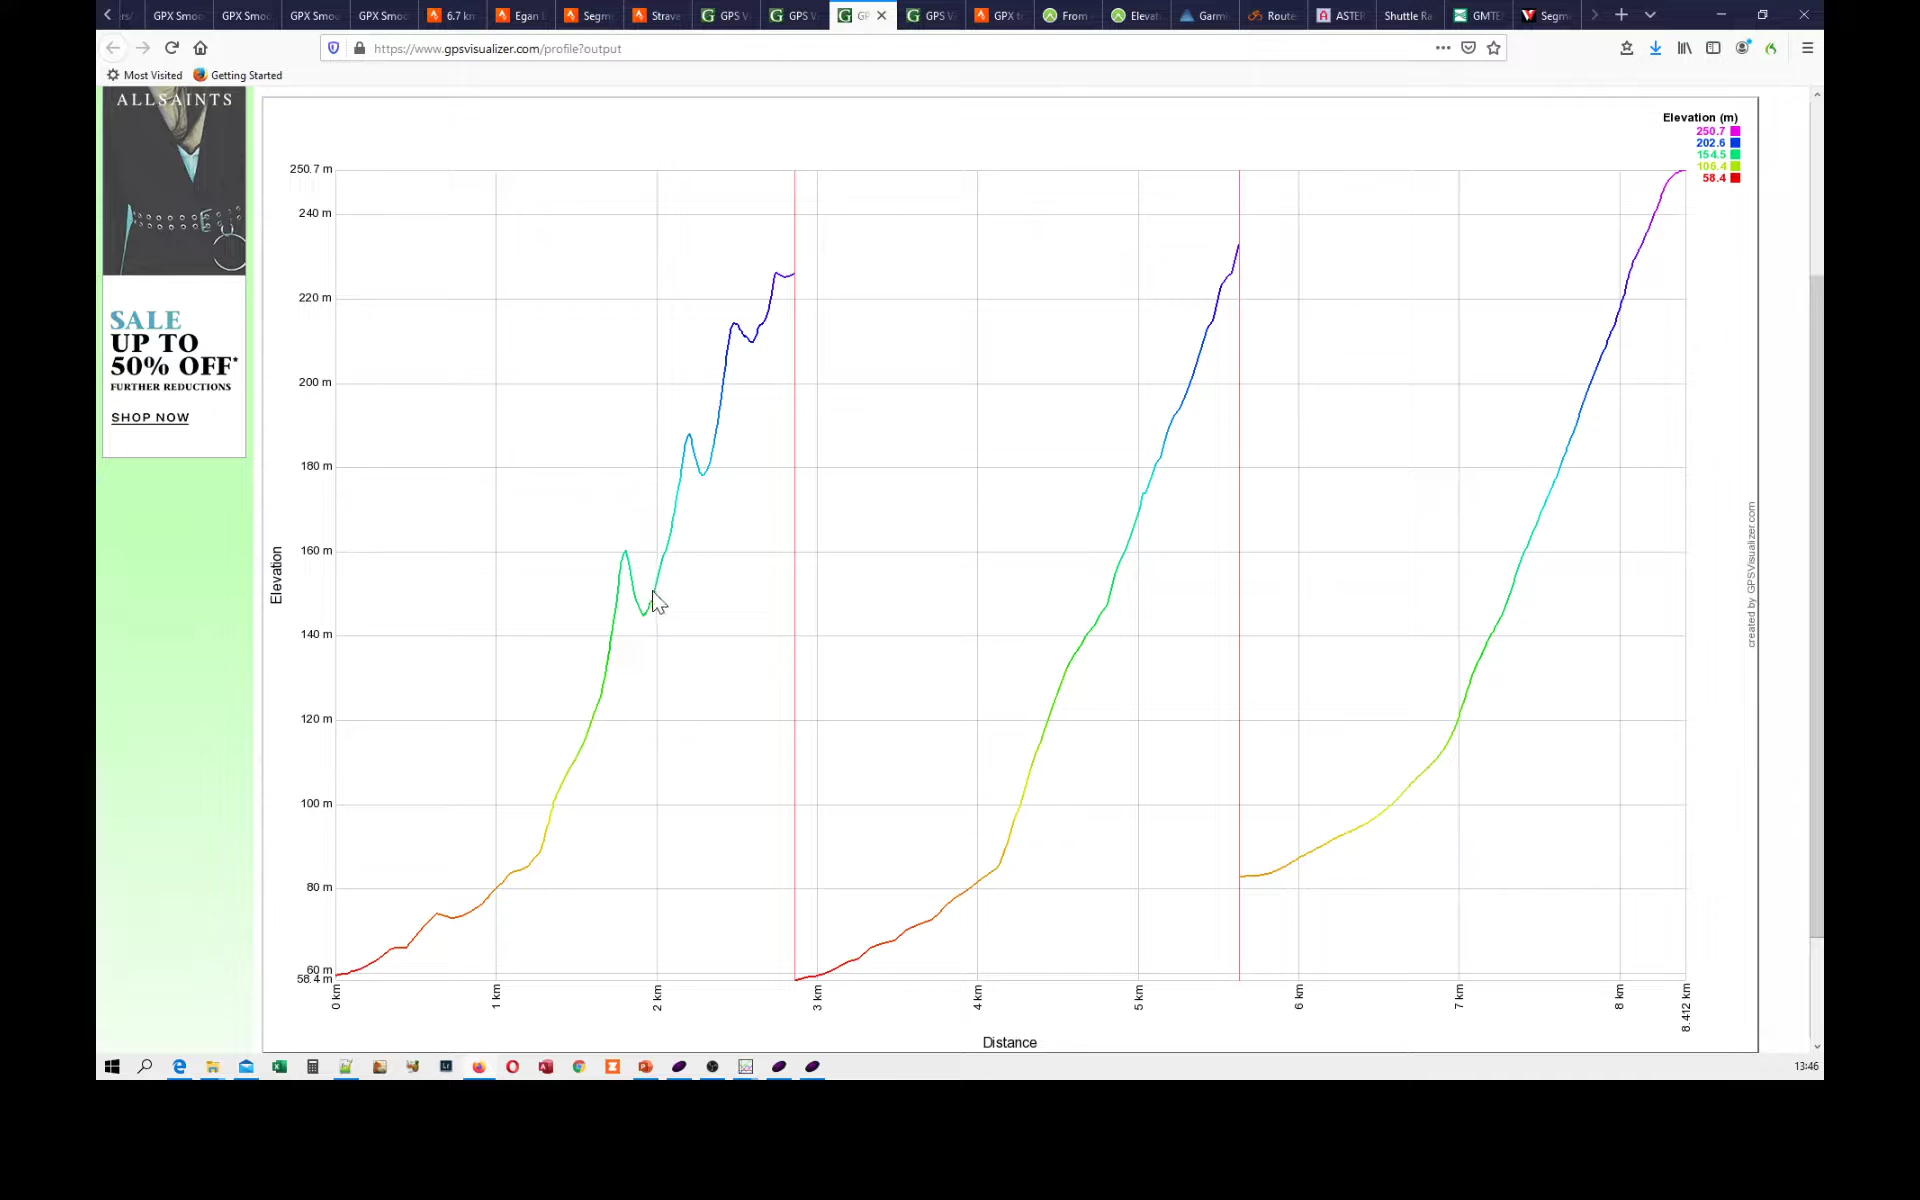 GPX Smoo
GPX Smoo
GPX Smou
GPX Smoo
6.7 km
Egan
Segm
Strava
GPS V
GPS V
GP
GPS V
GPX t
From
Elevat
Garmi
Route
ASTER
Shuttle Ra
GMTE
Segm
https://www.gpsvisualizer.com/profile?output
Most Visited
Getting Started
ALLSAINTS
SALE
UP TO
50% OFF*
FURTHER REDUCTIONS
SHOP NOW
Elevation (m)
250.7
202.6
154.5
106.4
58.4
250.7 m
240 m
220 m
200 m
180 m
160 m
140 m
120 m
100 m
80 m
60 m
58.4 m
Elevation
0 km
1 km
2 km
3 km
4 km
5 km
6 km
7 km
8 km
8.412 km
Distance
created by GPSVisualizer.com
13:46